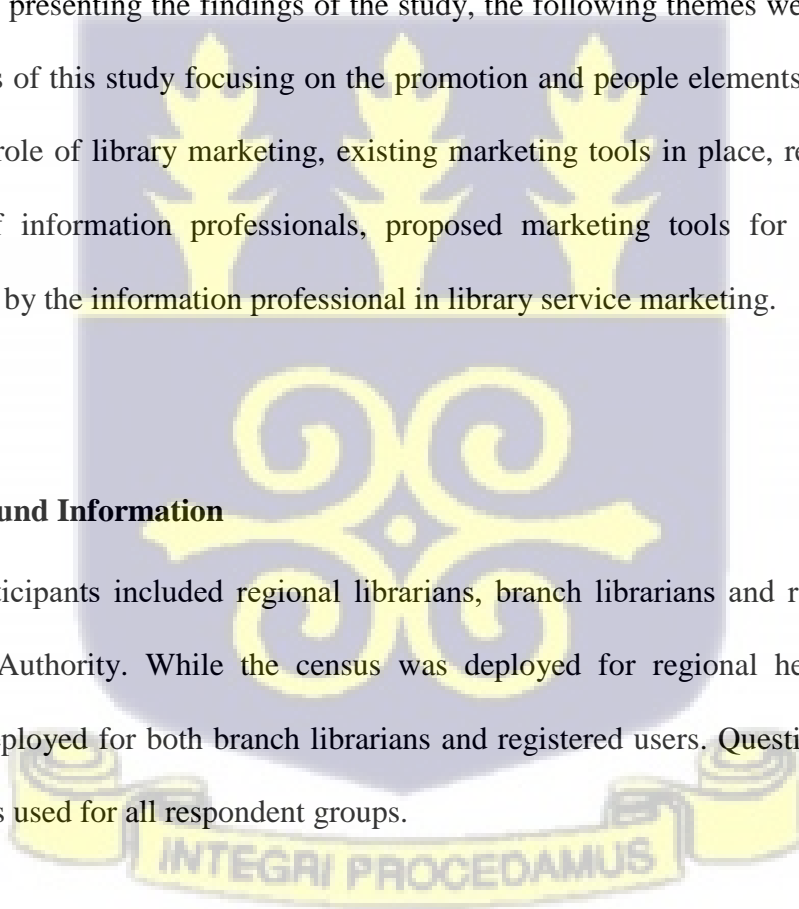 presenting the findings of the study, the following themes we
s of this study focusing on the promotion and people elements
role of library marketing, existing marketing tools in place, re
f information professionals, proposed marketing tools for
by the information professional in library service marketing.
und Information
ticipants included regional librarians, branch librarians and r
Authority. While the census was deployed for regional he
eployed for both branch librarians and registered users. Questi
s used for all respondent groups.
INTEGRI PROCEDAMUS